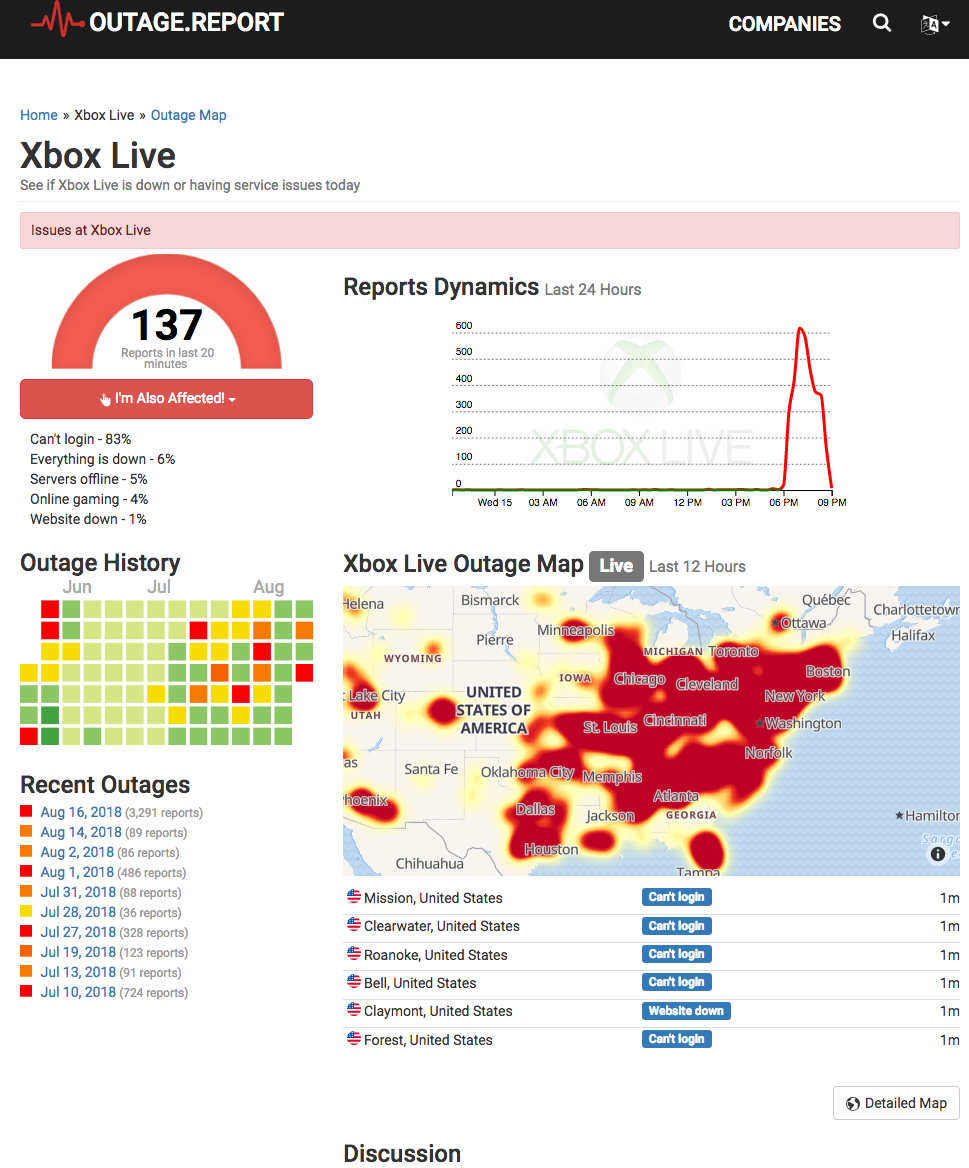 OUTAGE.REPORT
COMPANIES
Home » Xbox Live » Outage Map
Xbox Live
See if Xbox Live is down or having service issues today
Issues at Xbox Live
137
Reports in last 20
minutes
I'm Also Affected!
Can't login - 83%
Everything is down - 6%
Servers offline - 5%
Online gaming - 4%
Website down - 1%
Reports Dynamics Last 24 Hours
600
500
400
300
200
100
0
XBOX LIVE
Wed 15 03 AM 06 AM 09 AM 12 PM 03 PM 06 PM 09 PM
Outage History
Jun Jul Aug
Recent Outages
Aug 16, 2018 (3,291 reports)
Aug 14, 2018 (89 reports)
Aug 2, 2018 (86 reports)
Aug 1, 2018 (486 reports)
Jul 31, 2018 (88 reports)
Jul 28, 2018 (36 reports)
Jul 27, 2018 (328 reports)
Jul 19, 2018 (123 reports)
Jul 13, 2018 (91 reports)
Jul 10, 2018 (724 reports)
Xbox Live Outage Map Live Last 12 Hours
Helena
Bismarck
Québec
Charlottetown
Minneapolis
Ottawa
Pierre
Halifax
WYOMING
MICHIGAN
Toronto
IOWA
Chicago
Cleveland
Boston
t Lake City
UNITED
STATES OF
AMERICA
New York
UTAH
St. Louis
Cincinnati
Washington
Norfolk
as
Santa Fe
Oklahoma City
Memphis
Phoenix
Dallas
Jackson
Atlanta
GEORGIA
Hamilton
Houston
Chihuahua
Tampa
Sarga
Mission, United States Can't login 1m
Clearwater, United States Can't login 1m
Roanoke, United States Can't login 1m
Bell, United States Can't login 1m
Claymont, United States Website down 1m
Forest, United States Can't login 1m
Detailed Map
Discussion